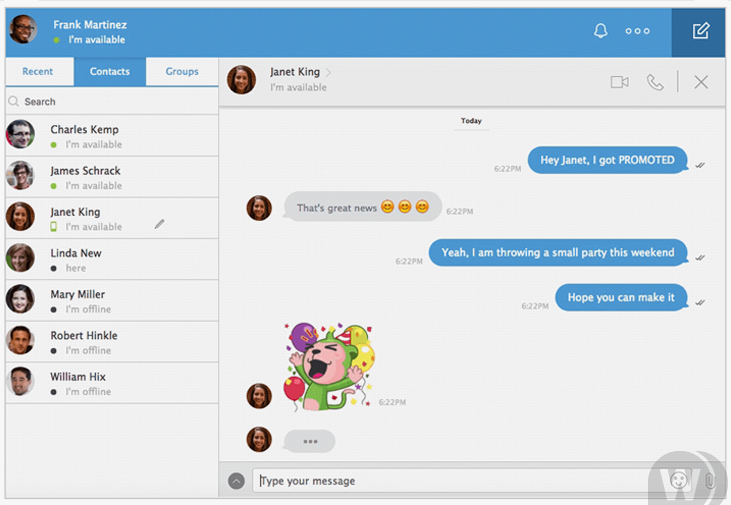 Frank Martinez
I'm available
Recent
Contacts
Groups
Search
Charles Kemp
I'm available
James Schrack
I'm available
Janet King
I'm available
Linda New
here
Mary Miller
I'm offline
Robert Hinkle
I'm offline
William Hix
I'm offline
Janet King
I'm available
Today
6:22PM
Hey Janet, I got PROMOTED
That's great news 😊 😊 😊
6:22PM
6:22PM
Yeah, I am throwing a small party this weekend
6:22PM
Hope you can make it
6:22PM
Type your message
W